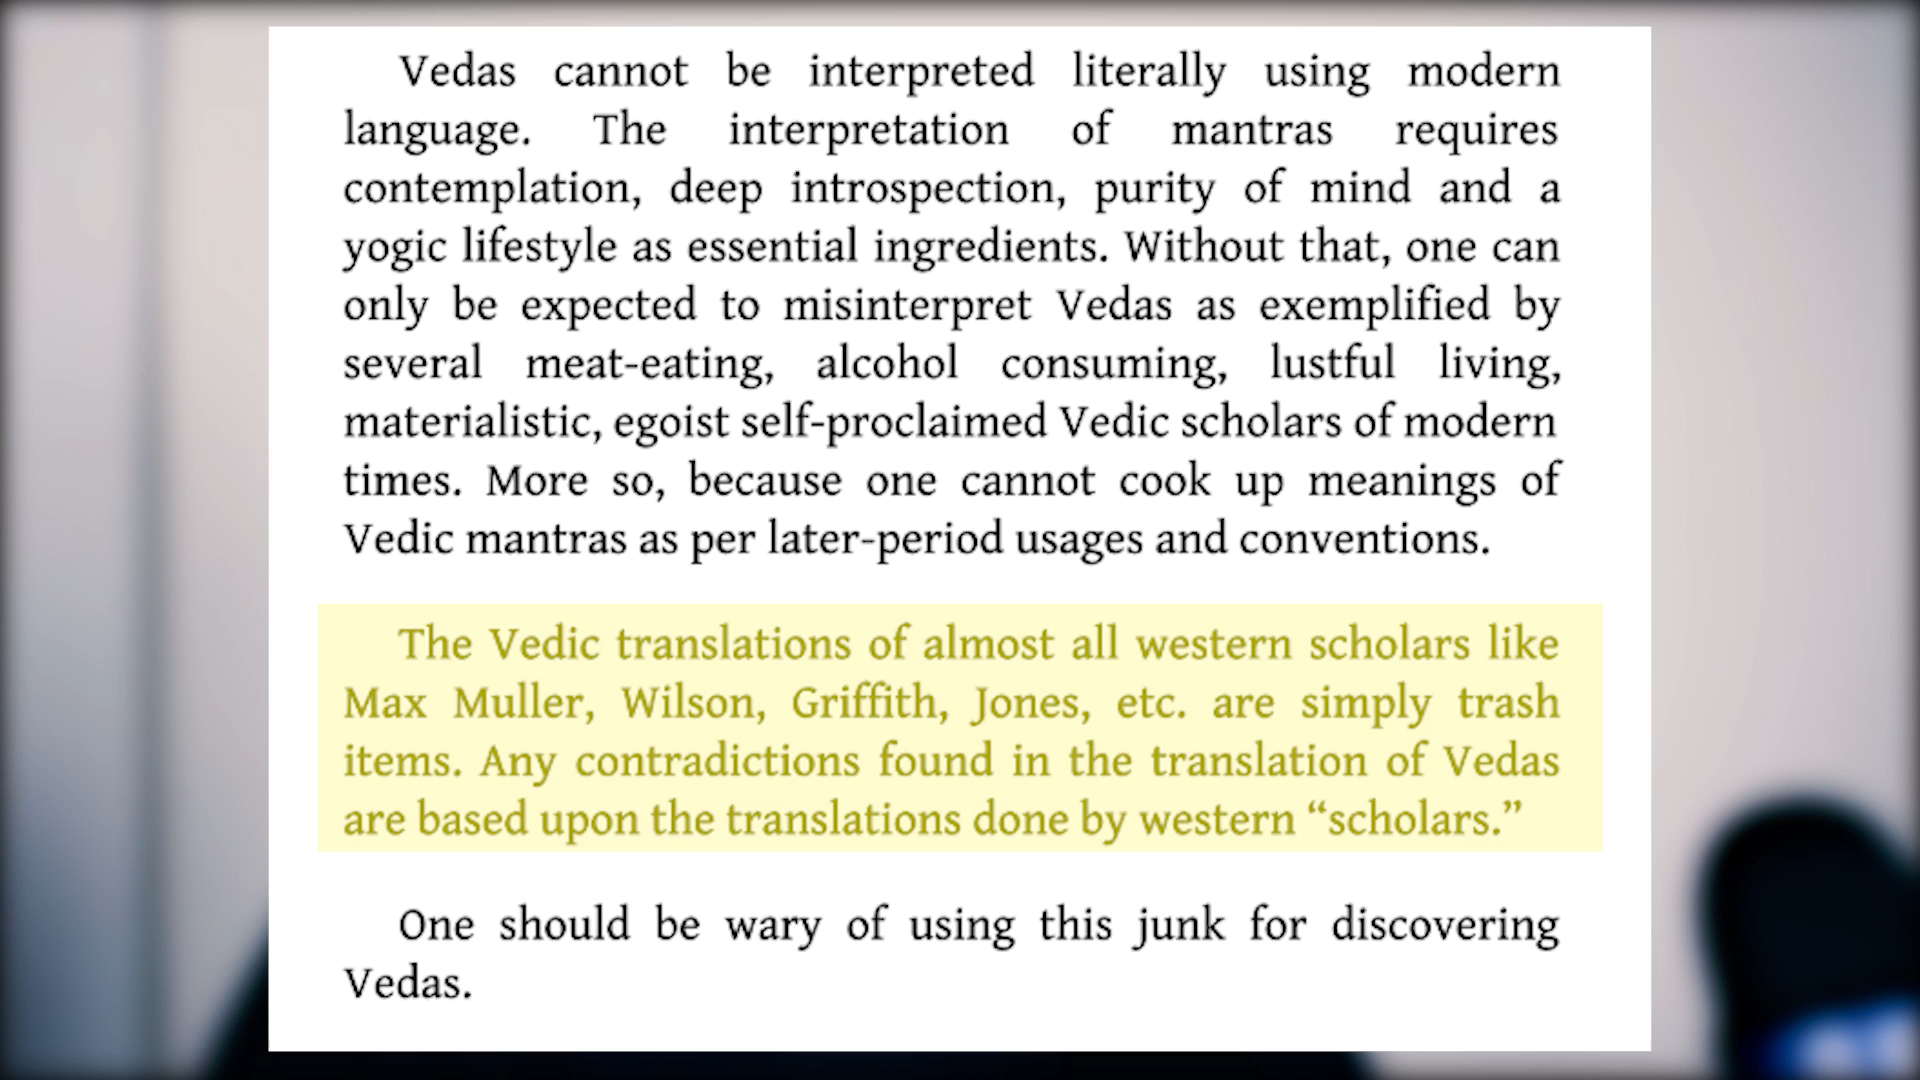 Vedas cannot be interpreted literally using modern
language. The interpretation of mantras requires
contemplation, deep introspection, purity of mind and a
yogic lifestyle as essential ingredients. Without that, one can
only be expected to misinterpret Vedas as exemplified by
several meat-eating, alcohol consuming, lustful living,
materialistic, egoist self-proclaimed Vedic scholars of modern
times. More so, because one cannot cook up meanings of
Vedic mantras as per later-period usages and conventions.
The Vedic translations of almost all western scholars like
Max Muller, Wilson, Griffith, Jones, etc. are simply trash
items. Any contradictions found in the translation of Vedas
are based upon the translations done by western “scholars.”
One should be wary of using this junk for discovering
Vedas.